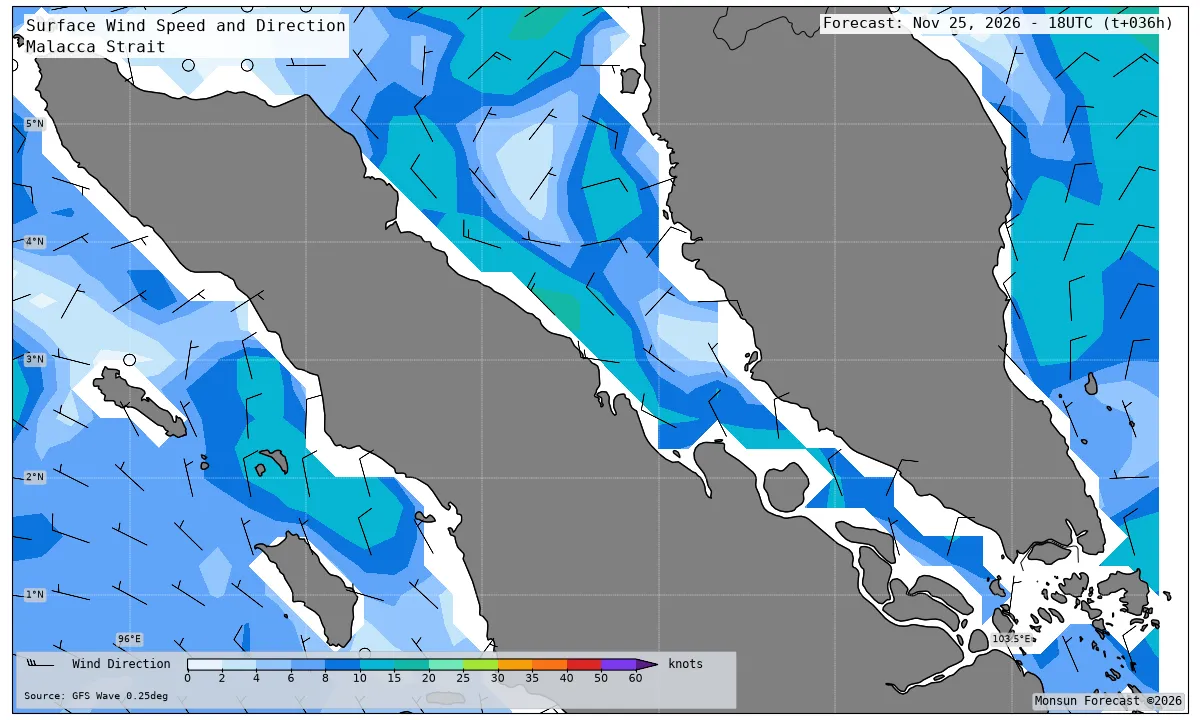 Surface Wind Speed and Direction
Malacca Strait
Forecast: Nov 25, 2026 - 18UTC (t+036h)
5°N
4°N
3°N
2°N
1°N
96°E
103.5°E
Wind Direction
knots
0 2 4 6 8 10 15 20 25 30 35 40 50 60
Source: GFS Wave 0.25deg
Monsun Forecast ©2026